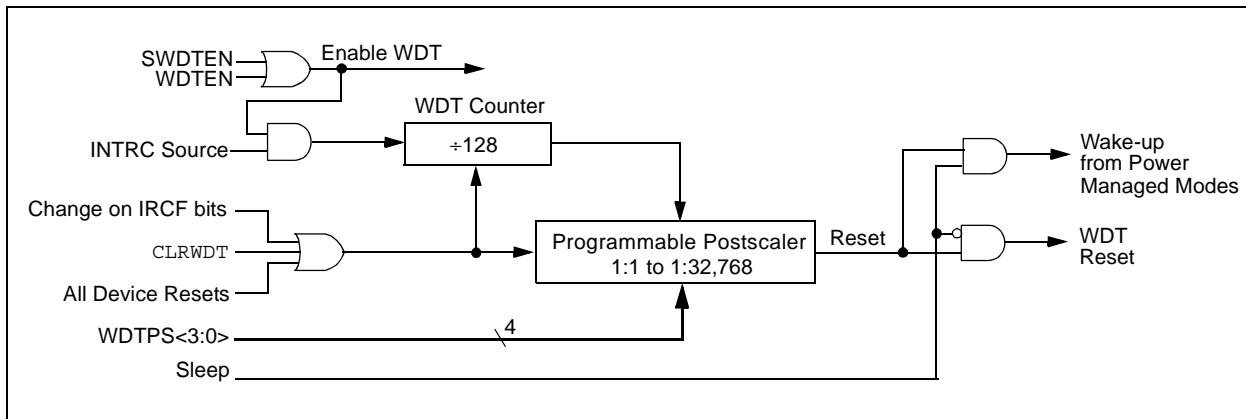 SWDTEN
WDTEN
Enable WDT
WDT Counter
INTRC Source
÷128
Wake-up
from Power
Managed Modes
Change on IRCF bits
CLRWDT
All Device Resets
Programmable Postscaler
1:1 to 1:32,768
Reset
WDT
Reset
WDTPS<3:0>
4
Sleep